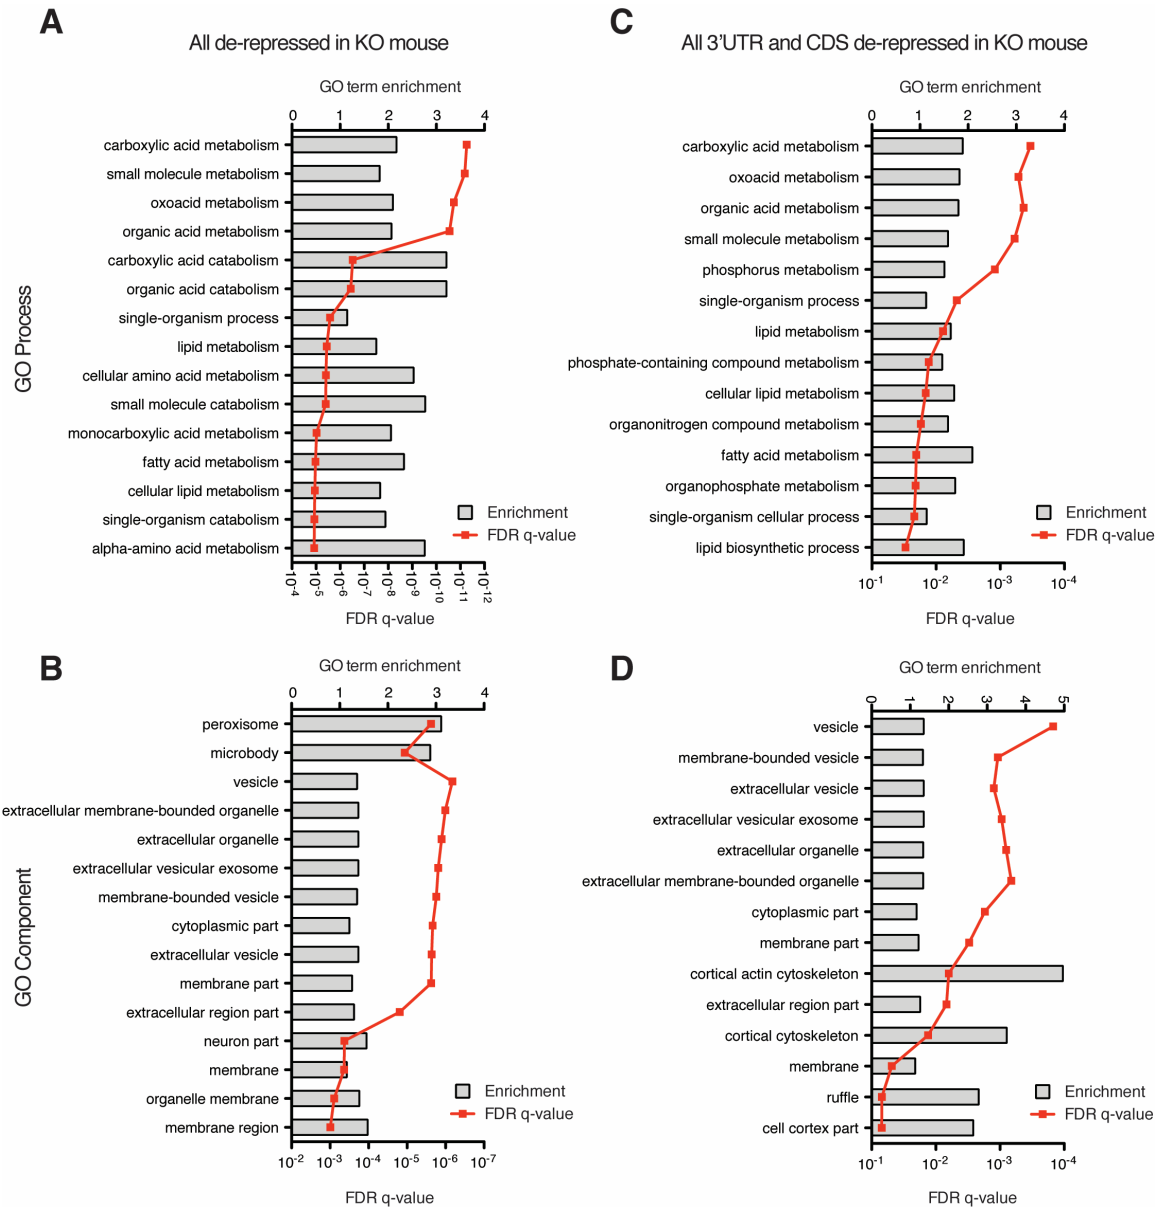 A
All de-repressed in KO mouse
GO term enrichment
0 1 2 3 4
GO Process
carboxylic acid metabolism
small molecule metabolism
oxoacid metabolism
organic acid metabolism
carboxylic acid catabolism
organic acid catabolism
single-organism process
lipid metabolism
cellular amino acid metabolism
small molecule catabolism
monocarboxylic acid metabolism
fatty acid metabolism
cellular lipid metabolism
single-organism catabolism
alpha-amino acid metabolism
Enrichment
FDR q-value
10-4 10-5 10-6 10-7 10-8 10-9 10-10 10-11 10-12
FDR q-value
C
All 3’UTR and CDS de-repressed in KO mouse
GO term enrichment
0 1 2 3 4
carboxylic acid metabolism
oxoacid metabolism
organic acid metabolism
small molecule metabolism
phosphorus metabolism
single-organism process
lipid metabolism
phosphate-containing compound metabolism
cellular lipid metabolism
organonitrogen compound metabolism
fatty acid metabolism
organophosphate metabolism
single-organism cellular process
lipid biosynthetic process
Enrichment
FDR q-value
10-1 10-2 10-3 10-4
FDR q-value
B
GO term enrichment
0 1 2 3 4
GO Component
peroxisome
microbody
vesicle
extracellular membrane-bounded organelle
extracellular organelle
extracellular vesicular exosome
membrane-bounded vesicle
cytoplasmic part
extracellular vesicle
membrane part
extracellular region part
neuron part
membrane
organelle membrane
membrane region
Enrichment
FDR q-value
10-2 10-3 10-4 10-5 10-6 10-7
FDR q-value
D
GO term enrichment
0 1 2 3 4 5
vesicle
membrane-bounded vesicle
extracellular vesicle
extracellular vesicular exosome
extracellular organelle
extracellular membrane-bounded organelle
cytoplasmic part
membrane part
cortical actin cytoskeleton
extracellular region part
cortical cytoskeleton
membrane
ruffle
cell cortex part
Enrichment
FDR q-value
10-1 10-2 10-3 10-4
FDR q-value